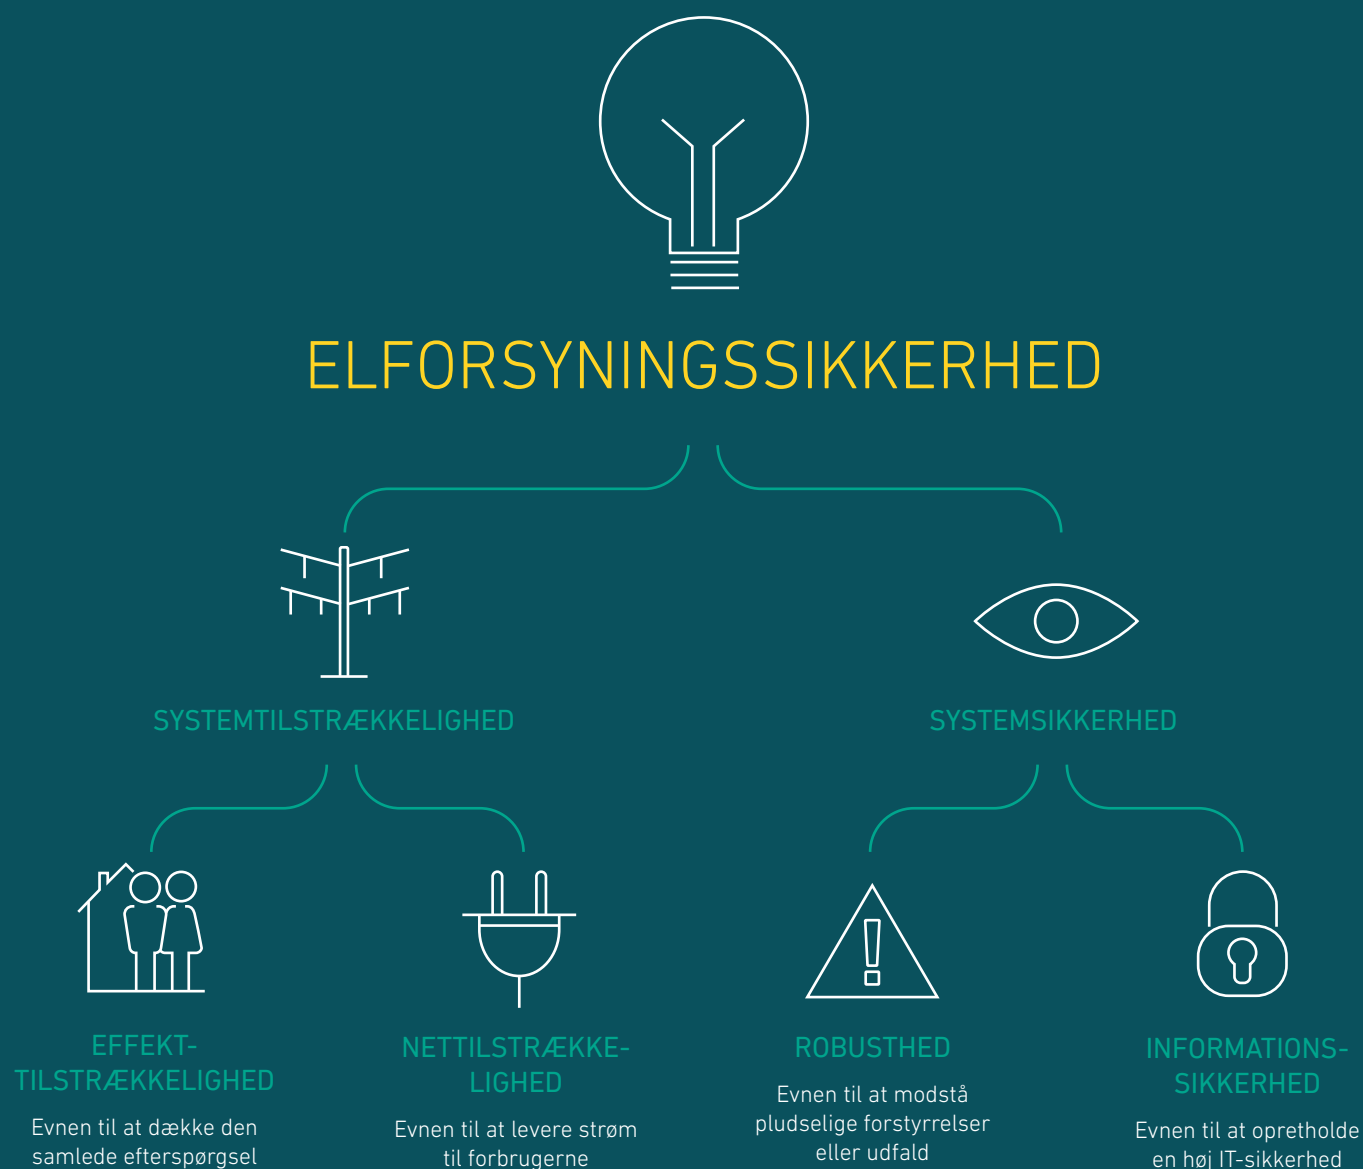 ELFORSYNINGSSIKKERHED
SYSTEMTILSTRÆKKELIGHED
SYSTEMSIKKERHED
EFFEKT-
TILSTRÆKKELIGHED
Evnen til at dække den
samlede efterspørgsel
NETTILSTRÆKKE-
LIGHED
Evnen til at levere strøm
til forbrugerne
ROBUSTHED
Evnen til at modstå
pludselige forstyrrelser
eller udfald
INFORMATIONS-
SIKKERHED
Evnen til at opretholde
en høj IT-sikkerhed